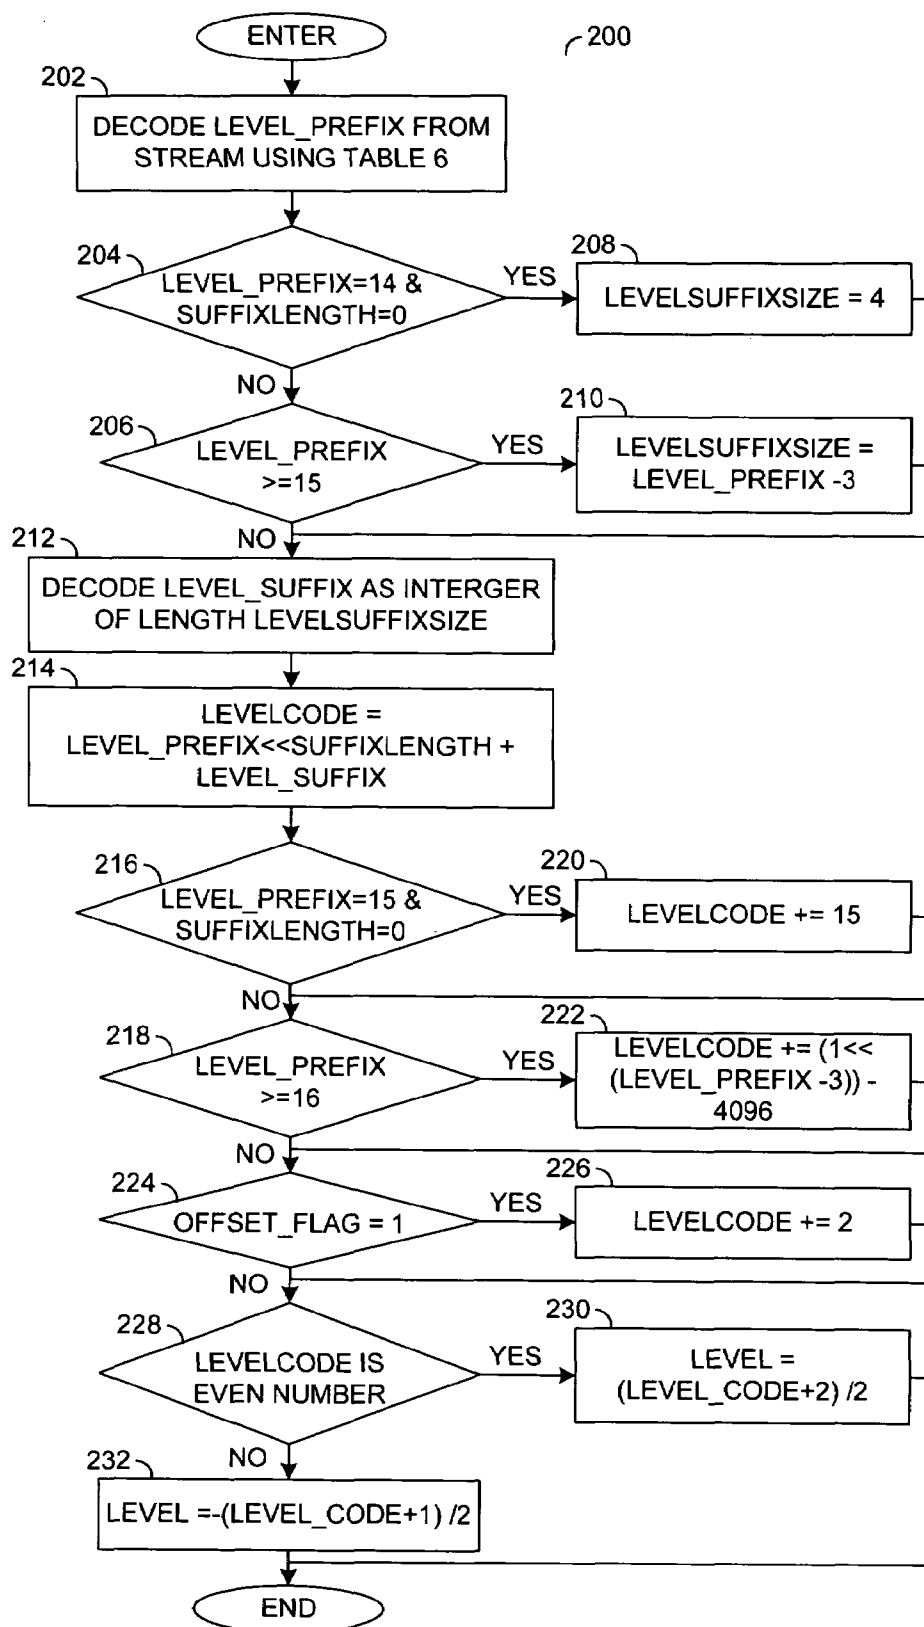 ENTER
200
202
DECODE LEVEL_PREFIX FROM
STREAM USING TABLE 6
204
LEVEL_PREFIX=14 &
SUFFIXLENGTH=0
YES
208
LEVELSUFFIXSIZE = 4
NO
206
LEVEL_PREFIX
>=15
YES
210
LEVELSUFFIXSIZE =
LEVEL_PREFIX -3
NO
212
DECODE LEVEL_SUFFIX AS INTERGER
OF LENGTH LEVELSUFFIXSIZE
214
LEVELCODE =
LEVEL_PREFIX<<SUFFIXLENGTH +
LEVEL_SUFFIX
216
LEVEL_PREFIX=15 &
SUFFIXLENGTH=0
YES
220
LEVELCODE += 15
NO
218
LEVEL_PREFIX
>=16
YES
222
LEVELCODE += (1<<
(LEVEL_PREFIX -3)) -
4096
NO
224
OFFSET_FLAG = 1
YES
226
LEVELCODE += 2
NO
228
LEVELCODE IS
EVEN NUMBER
YES
230
LEVEL =
(LEVEL_CODE+2) /2
NO
232
LEVEL =-(LEVEL_CODE+1) /2
END